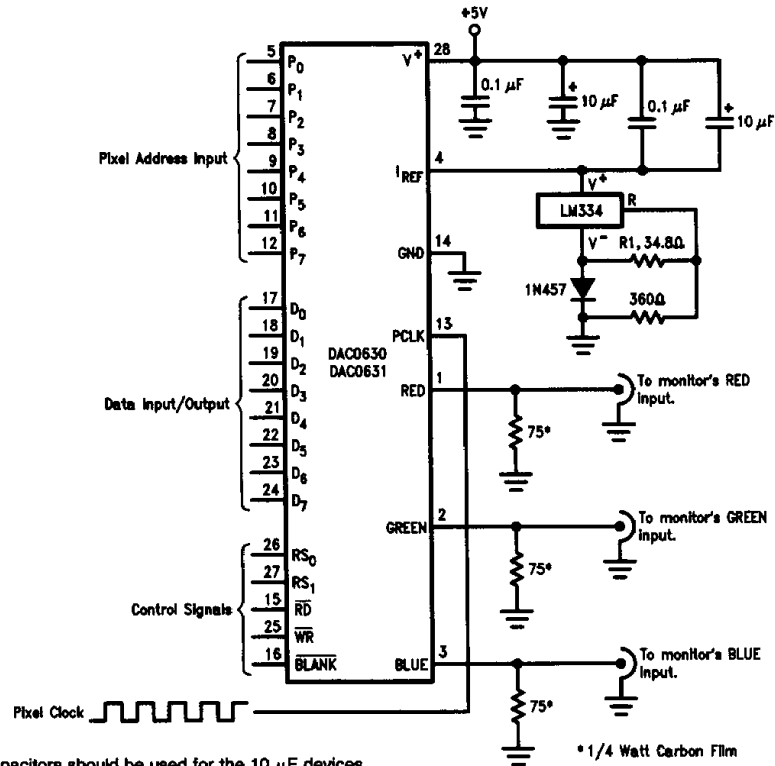 +5V
5 P0 V+ 28
6 P1
7 P2
8 P3
9 P4
10 P5
11 P6
12 P7
Pixel Address Input
0.1 μF
10 μF
0.1 μF
10 μF
+
+
IREF 4
V+
LM334
R
V-
R1, 34.8Ω
1N457
360Ω
GND 14
17 D0
18 D1
19 D2
20 D3
21 D4
22 D5
23 D6
24 D7
Data Input/Output
PCLK 13
DAC0630
DAC0631
RED 1
To monitor's RED
input.
75*
GREEN 2
To monitor's GREEN
input.
75*
26 RS0
27 RS1
15 RD
25 WR
16 BLANK
Control Signals
BLUE 3
To monitor's BLUE
input.
75*
Pixel Clock
*1/4 Watt Carbon Film
should be used for the 10 μF devices